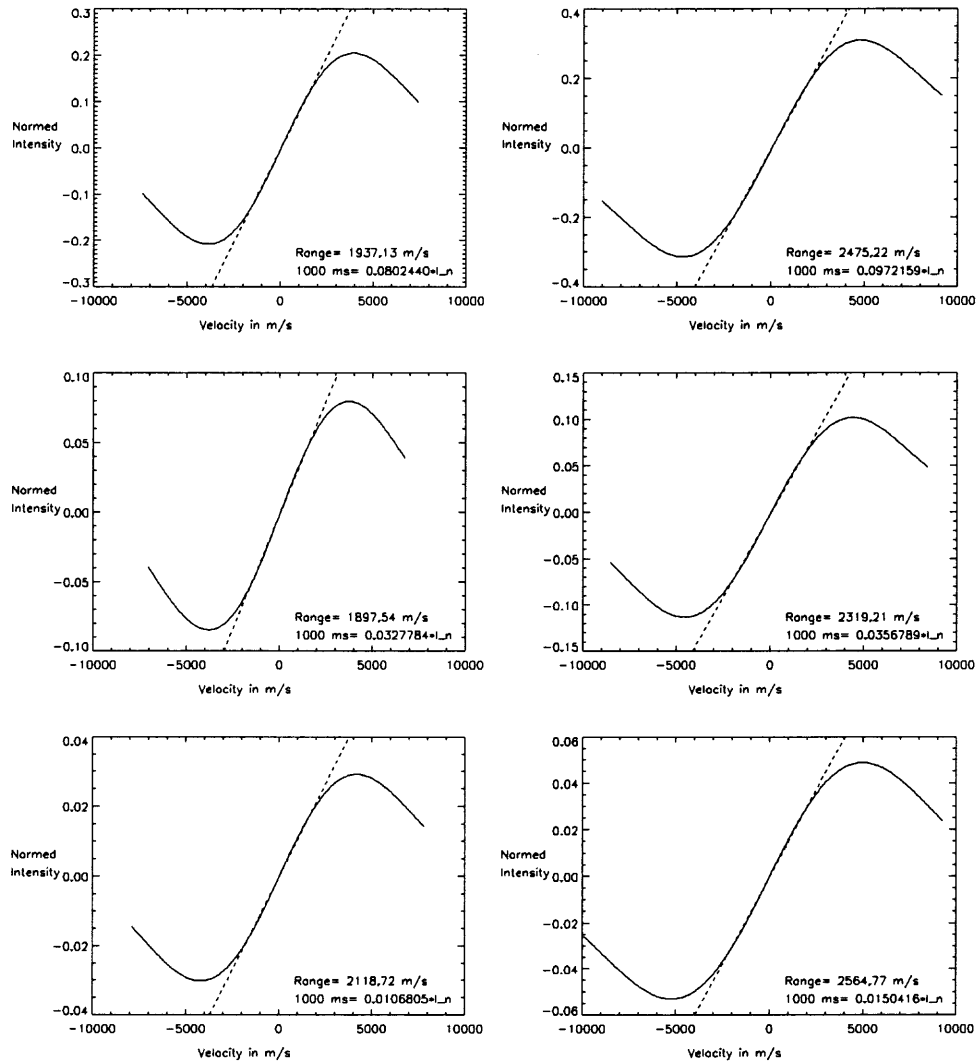 0.3
0.2
0.1
0.0
-0.1
-0.2
-0.3
Normed
Intensity
-10000 -5000 0 5000 10000
Velocity in m/s
Range= 1937,13 m/s
1000 ms= 0.0802440*I_n
0.4
0.2
0.0
-0.2
-0.4
Normed
Intensity
-10000 -5000 0 5000 10000
Velocity in m/s
Range= 2475,22 m/s
1000 ms= 0.0972159*I_n
0.10
0.05
0.00
-0.05
-0.10
Normed
Intensity
-10000 -5000 0 5000 10000
Velocity in m/s
Range= 1897,54 m/s
1000 ms= 0.0327784*I_n
0.15
0.10
0.05
0.00
-0.05
-0.10
-0.15
Normed
Intensity
-10000 -5000 0 5000 10000
Velocity in m/s
Range= 2319,21 m/s
1000 ms= 0.0356789*I_n
0.04
0.02
0.00
-0.02
-0.04
Normed
Intensity
-10000 -5000 0 5000 10000
Velocity in m/s
Range= 2118,72 m/s
1000 ms= 0.0106805*I_n
0.06
0.04
0.02
0.00
-0.02
-0.04
-0.06
Normed
Intensity
-10000 -5000 0 5000 10000
Velocity in m/s
Range= 2564,77 m/s
1000 ms= 0.0150416*I_n